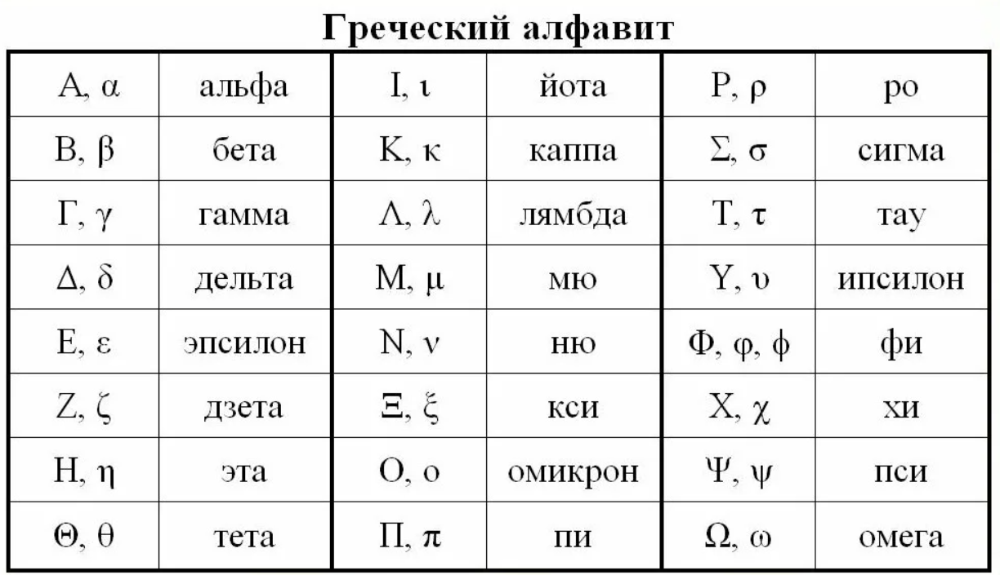 Греческий алфавит
Α, α альфа Ι, ι йота Ρ, ρ ро
Β, β бета Κ, κ каппа Σ, σ сигма
Γ, γ гамма Λ, λ лямбда Τ, τ тау
Δ, δ дельта Μ, μ мю Υ, υ ипсилон
Ε, ε эпсилон Ν, ν ню Φ, φ, ϕ фи
Ζ, ζ дзета Ξ, ξ кси Χ, χ хи
Η, η эта Ο, ο омикрон Ψ, ψ пси
Θ, θ тета Π, π пи Ω, ω омега